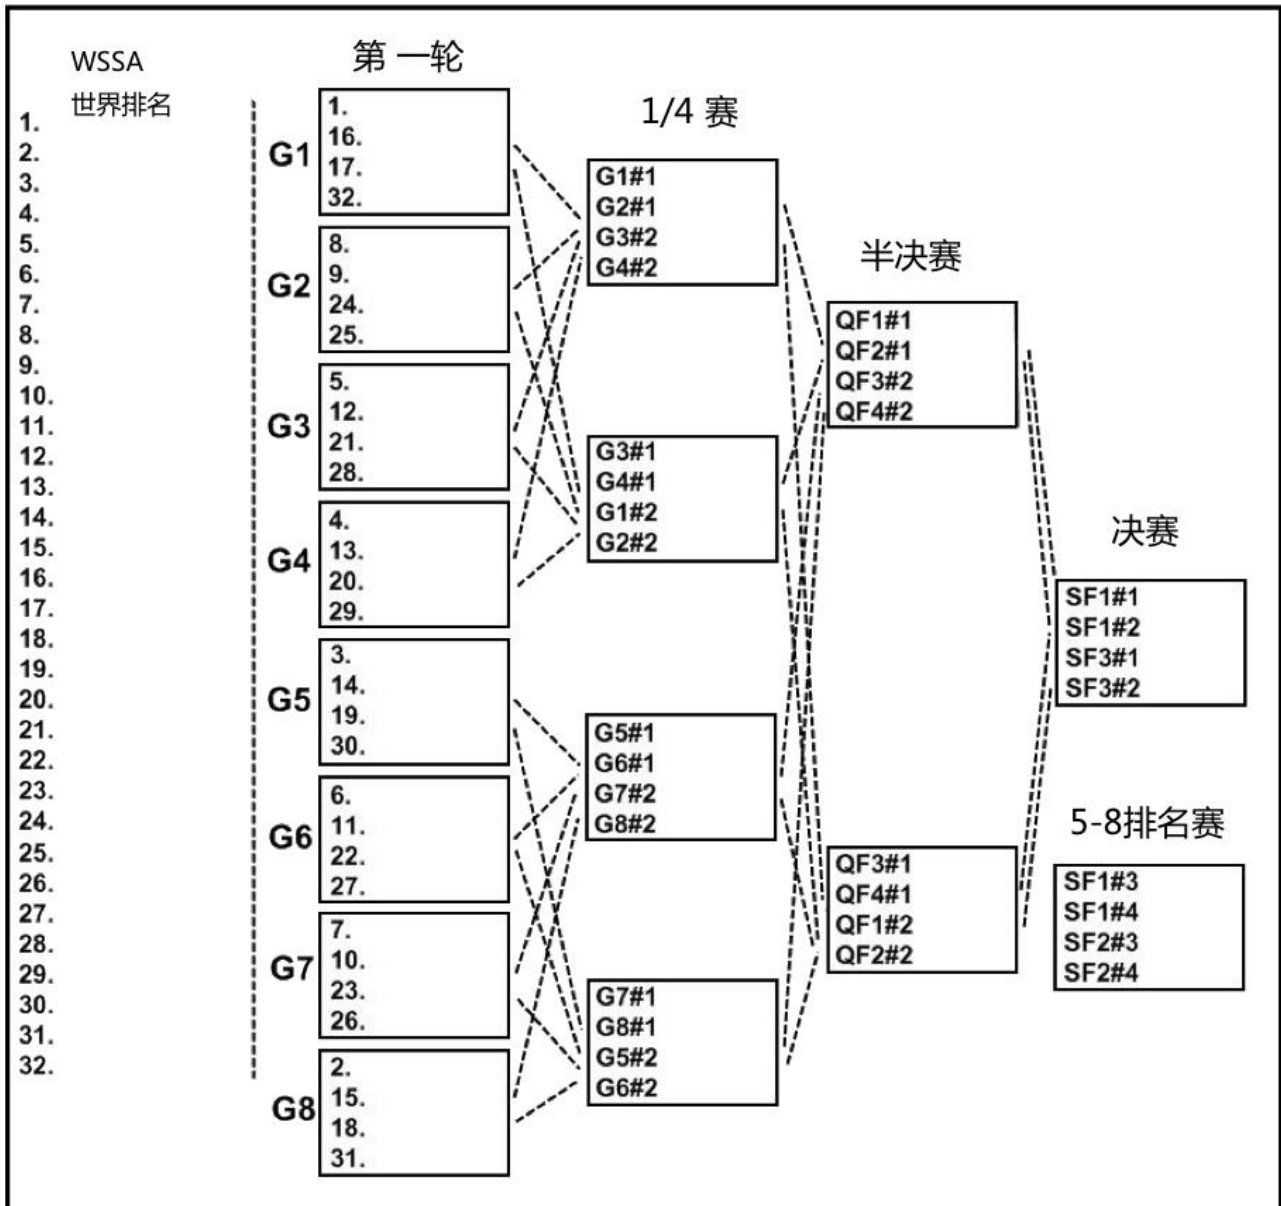 WSSA
世界排名
1.
2.
3.
4.
5.
6.
7.
8.
9.
10.
11.
12.
13.
14.
15.
16.
17.
18.
19.
20.
21.
22.
23.
24.
25.
26.
27.
28.
29.
30.
31.
32.
第 一轮
G1
1.
16.
17.
32.
G2
8.
9.
24.
25.
G3
5.
12.
21.
28.
G4
4.
13.
20.
29.
G5
3.
14.
19.
30.
G6
6.
11.
22.
27.
G7
7.
10.
23.
26.
G8
2.
15.
18.
31.
1/4 赛
G1#1
G2#1
G3#2
G4#2
G3#1
G4#1
G1#2
G2#2
G5#1
G6#1
G7#2
G8#2
G7#1
G8#1
G5#2
G6#2
半决赛
QF1#1
QF2#1
QF3#2
QF4#2
QF3#1
QF4#1
QF1#2
QF2#2
决赛
SF1#1
SF1#2
SF3#1
SF3#2
5-8排名赛
SF1#3
SF1#4
SF2#3
SF2#4